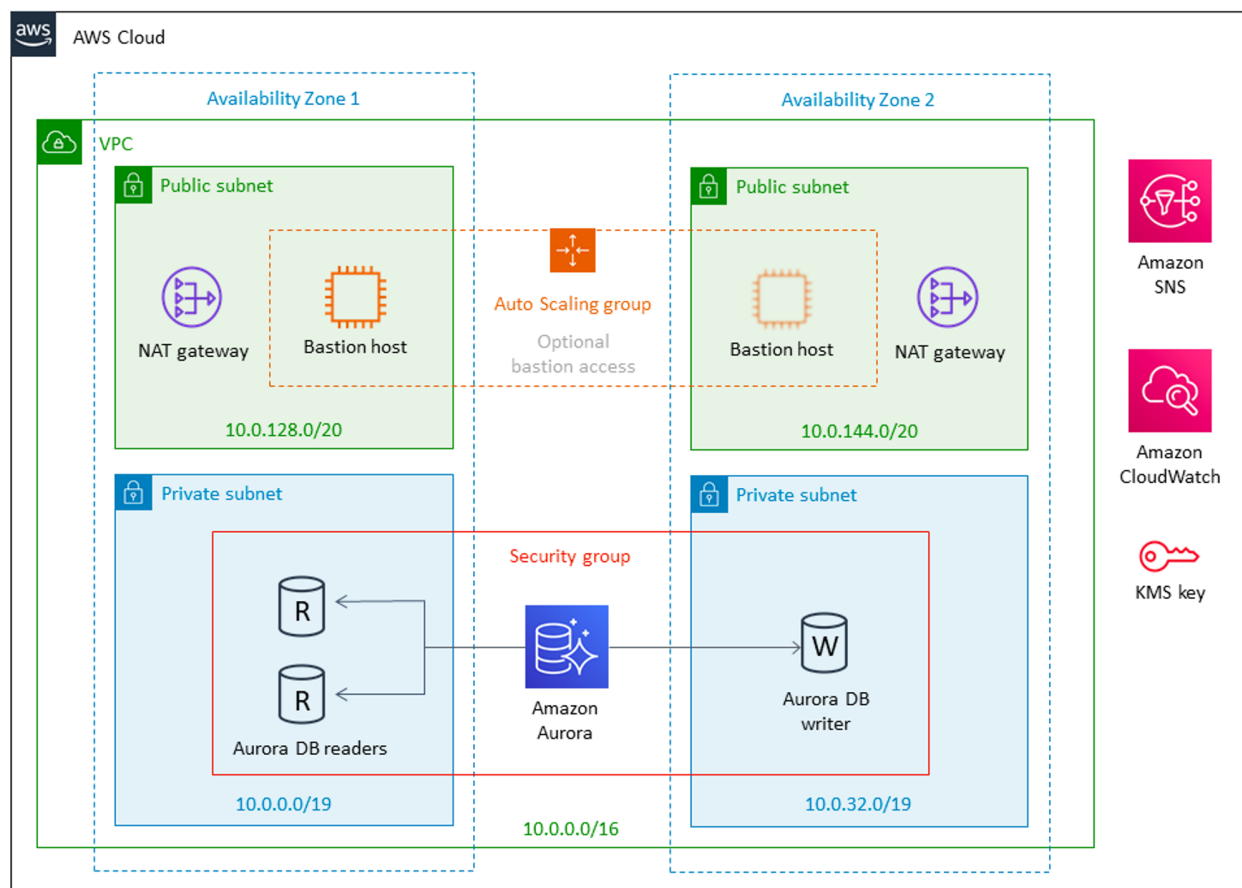 aws
AWS Cloud
Availability Zone 1
Availability Zone 2
VPC
Public subnet
Public subnet
NAT gateway
Bastion host
Auto Scaling group
Optional
bastion access
Bastion host
NAT gateway
10.0.128.0/20
10.0.144.0/20
Amazon
SNS
Amazon
CloudWatch
KMS key
Private subnet
Private subnet
Security group
R
R
Aurora DB readers
Amazon
Aurora
W
Aurora DB
writer
10.0.0.0/19
10.0.32.0/19
10.0.0.0/16